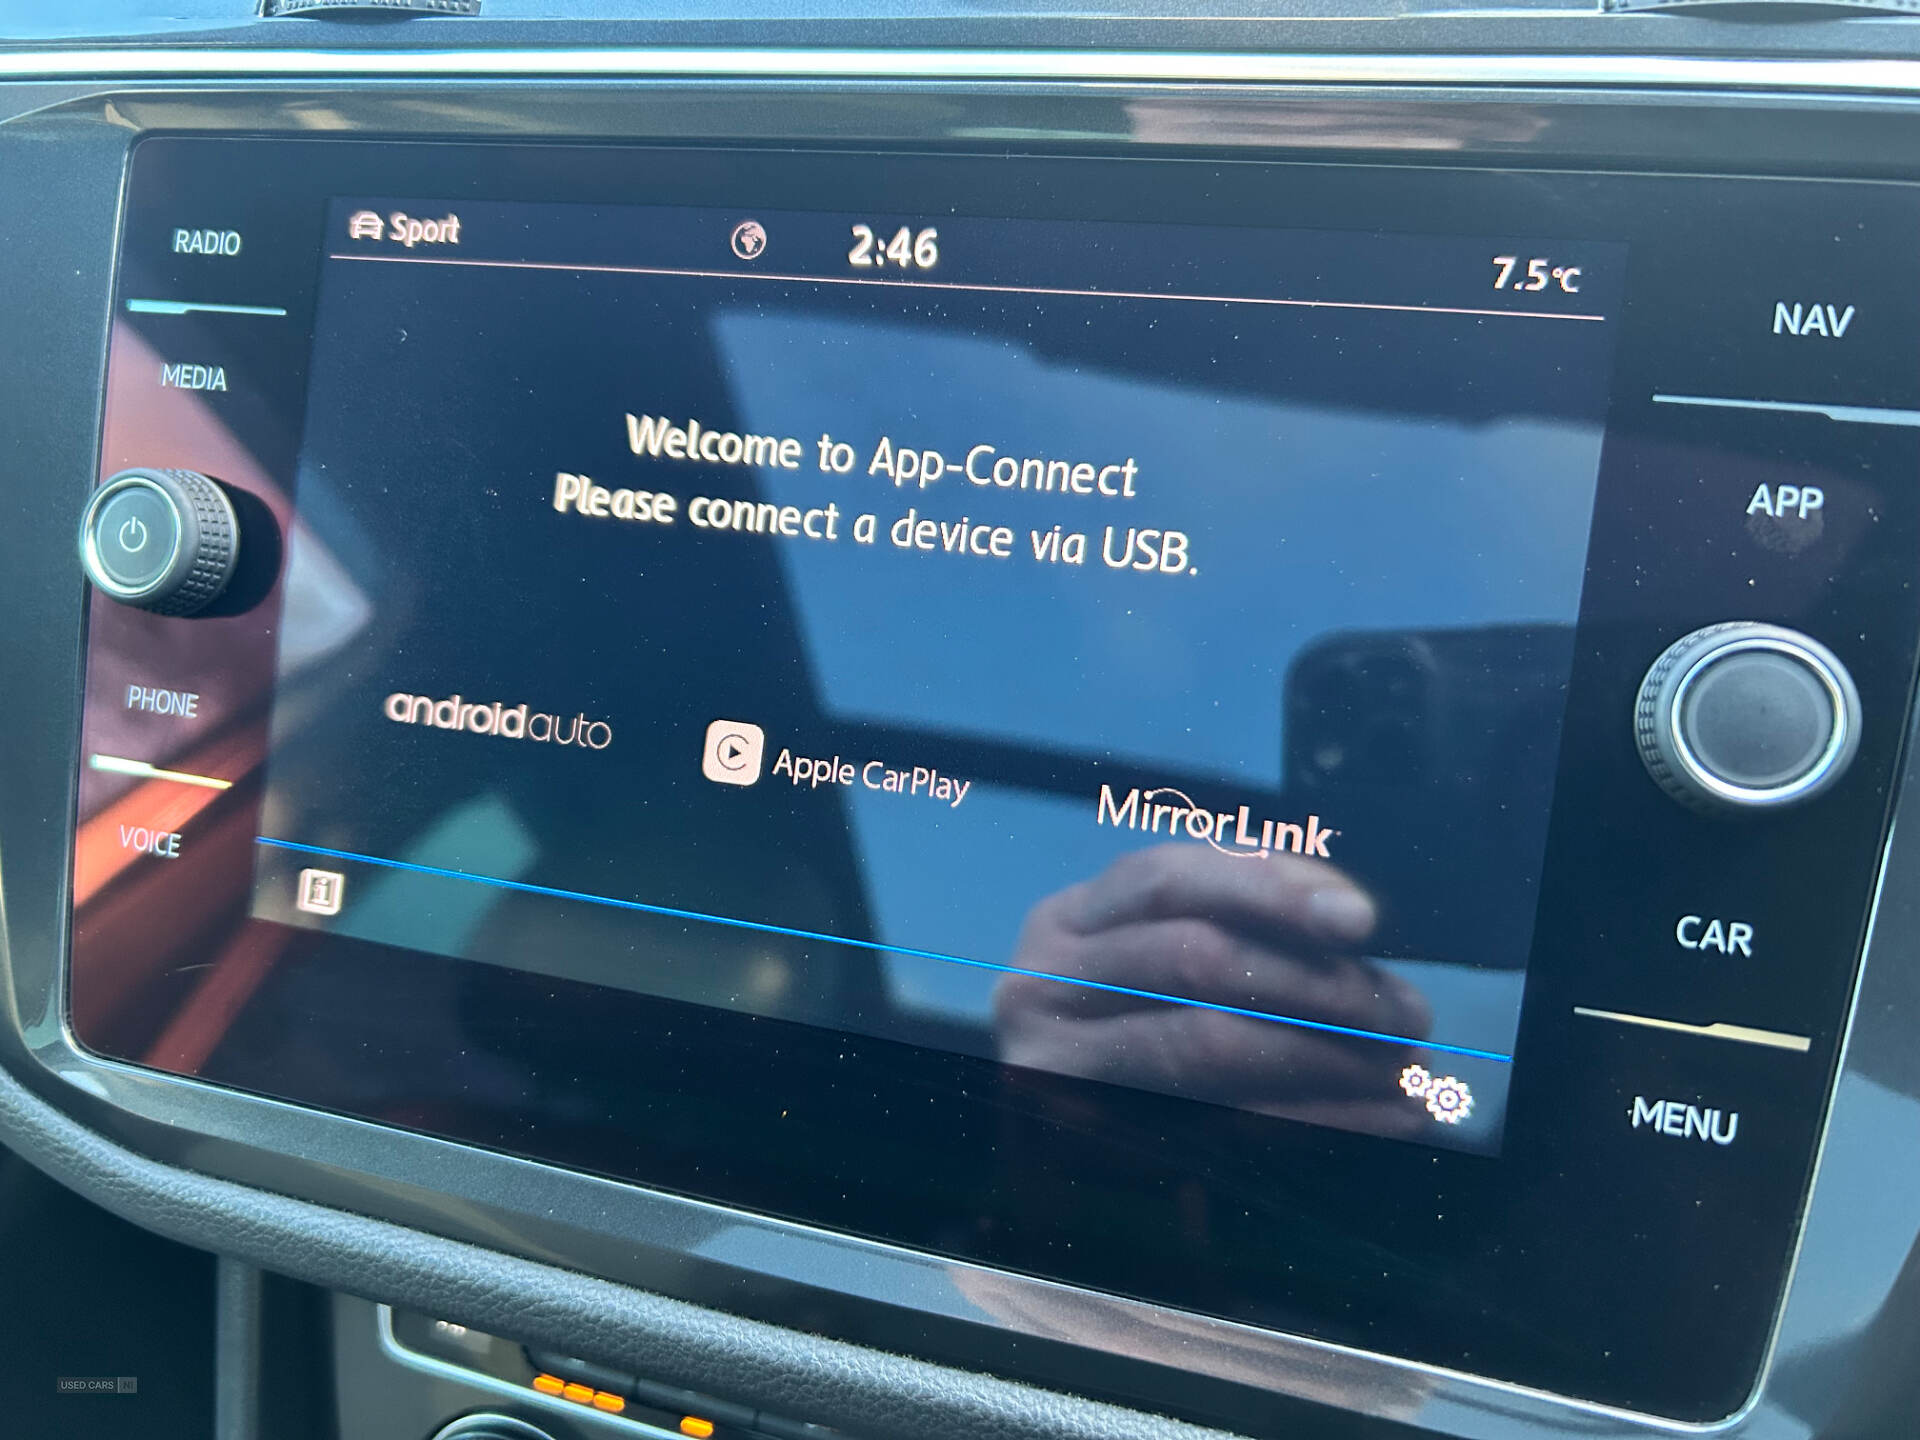 Sport 2:46 7.5°C
Welcome to App-Connect
Please connect a device via USB.
androidauto
Apple CarPlay
MirrorLink
i
RADIO
MEDIA
PHONE
VOICE
NAV
APP
CAR
MENU
USED CARS NI